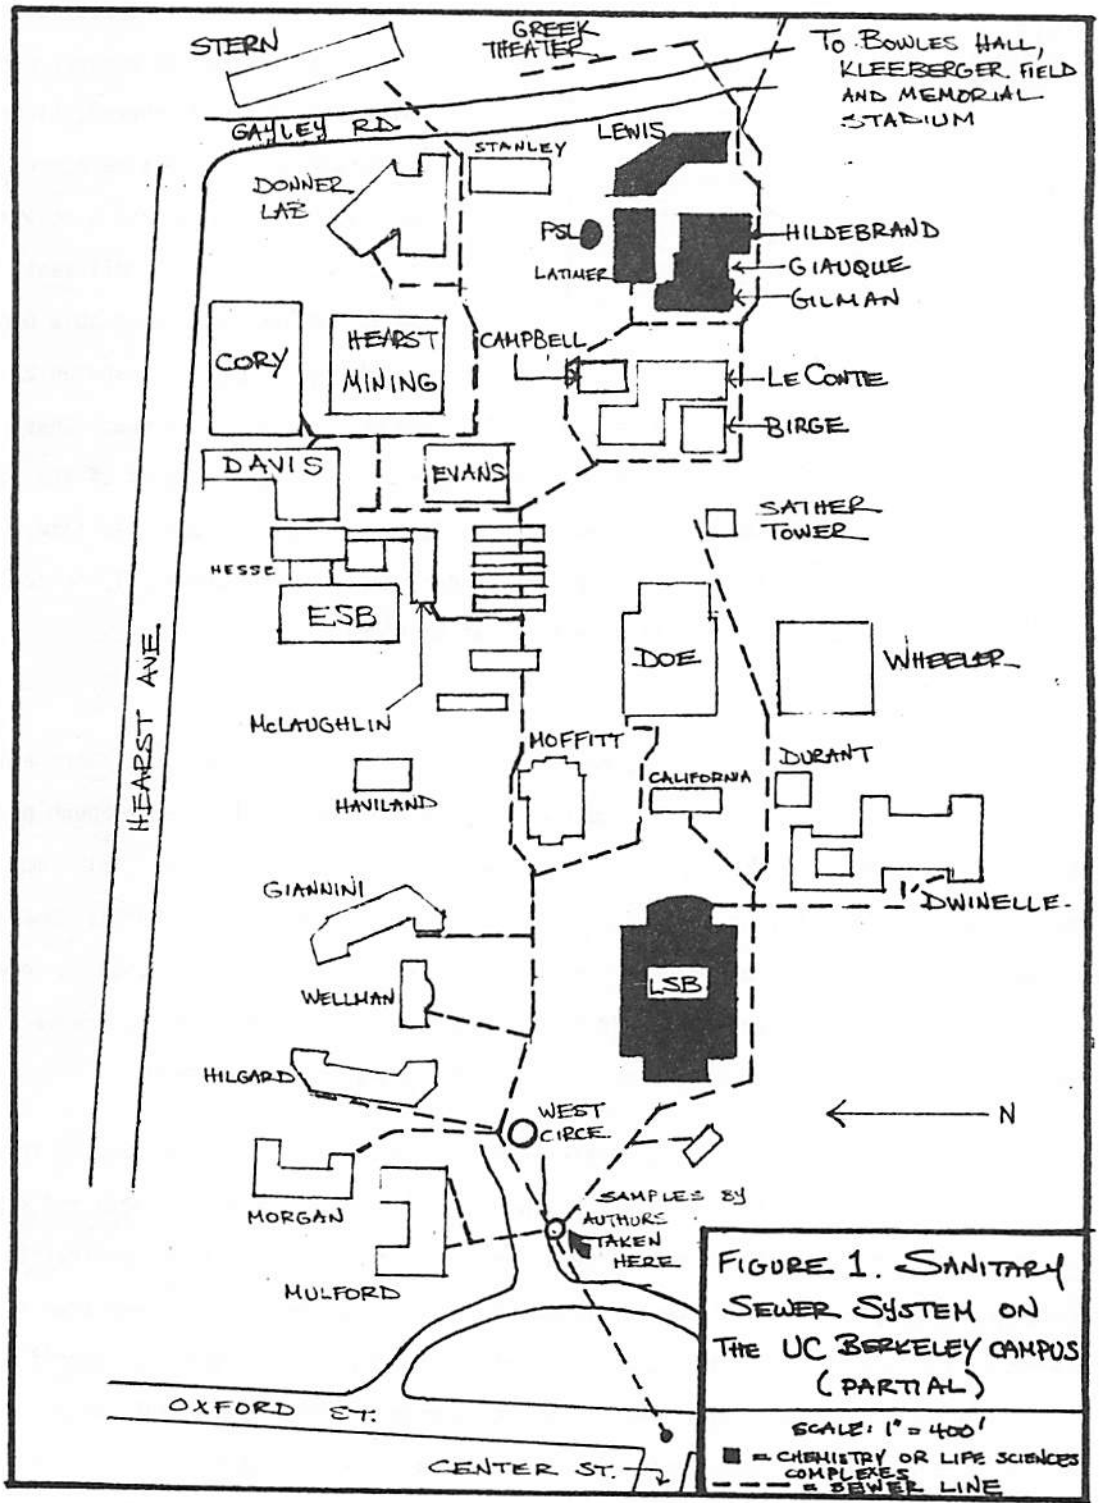 STERN
GREEK
THEATER
TO BOWLES HALL,
KLEEBERGER FIELD
AND MEMORIAL
STADIUM
GAYLEY RD.
LEWIS
STANLEY
DONNER
LAB
PSL
HILDEBRAND
LATIMER
GIAUQUE
GILMAN
CORY
HEARST
MINING
CAMPBELL
LE CONTE
BIRGE
DAVIS
EVANS
SATHER
TOWER
HESSE
ESB
DOE
WHEELER
HEARST AVE.
McLAUGHLIN
MOFFITT
DURANT
CALIFORNIA
HAVILAND
GIANNINI
DWINELLE
LSB
WELLMAN
HILGARD
WEST
CIRCE
N
MORGAN
SAMPLES BY
AUTHORS
TAKEN
HERE
MULFORD
FIGURE 1. SANITARY
SEWER SYSTEM ON
THE UC BERKELEY CAMPUS
(PARTIAL)
OXFORD ST.
CENTER ST.
SCALE: 1" = 400'
= CHEMISTRY OR LIFE SCIENCES
COMPLEXES
= SEWER LINE